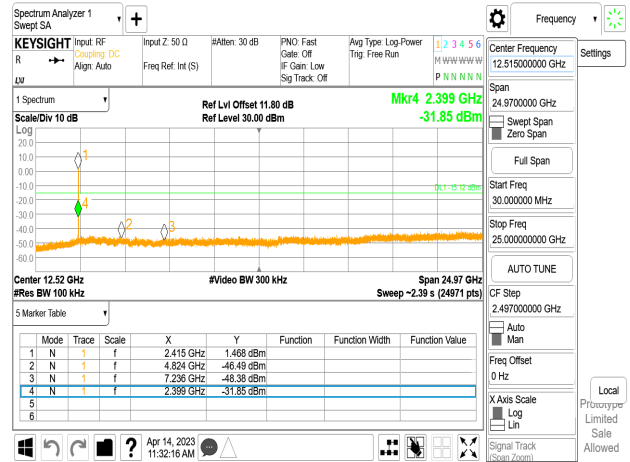 Spectrum Analyzer 1
Swept SA
Frequency
KEYSIGHT
R
Input: RF
Coupling: DC
Align: Auto
Input Z: 50 Ω
Freq Ref: Int (S)
#Atten: 30 dB
PNO: Fast
Gate: Off
IF Gain: Low
Sig Track: Off
Avg Type: Log-Power
Trig: Free Run
1 2 3 4 5 6
M W W W W W
P N N N N N
1 Spectrum
Scale/Div 10 dB
Ref Lvl Offset 11.80 dB
Ref Level 30.00 dBm
Mkr4 2.399 GHz
-31.85 dBm
Log
20.0
10.0
0.00
-10.0
-20.0
-30.0
-40.0
-50.0
-60.0
1
2
3
4
Center 12.52 GHz
#Res BW 100 kHz
#Video BW 300 kHz
Span 24.97 GHz
Sweep ~2.39 s (24971 pts)
5 Marker Table
Mode Trace Scale X Y Function Function Width Function Value
1 N 1 f 2.415 GHz 1.468 dBm
2 N 1 f 4.824 GHz -46.49 dBm
3 N 1 f 7.236 GHz -48.38 dBm
4 N 1 f 2.399 GHz -31.85 dBm
5
6
Apr 14, 2023
11:32:16 AM
Center Frequency
12.515000000 GHz
Settings
Span
24.9700000 GHz
Swept Span
Zero Span
Full Span
Start Freq
30.000000 MHz
Stop Freq
25.000000000 GHz
AUTO TUNE
CF Step
2.497000000 GHz
Auto
Man
Freq Offset
0 Hz
X Axis Scale
Log
Lin
Signal Track
(Span Zoom)
Local
Prototype
Limited
Sale
Allowed